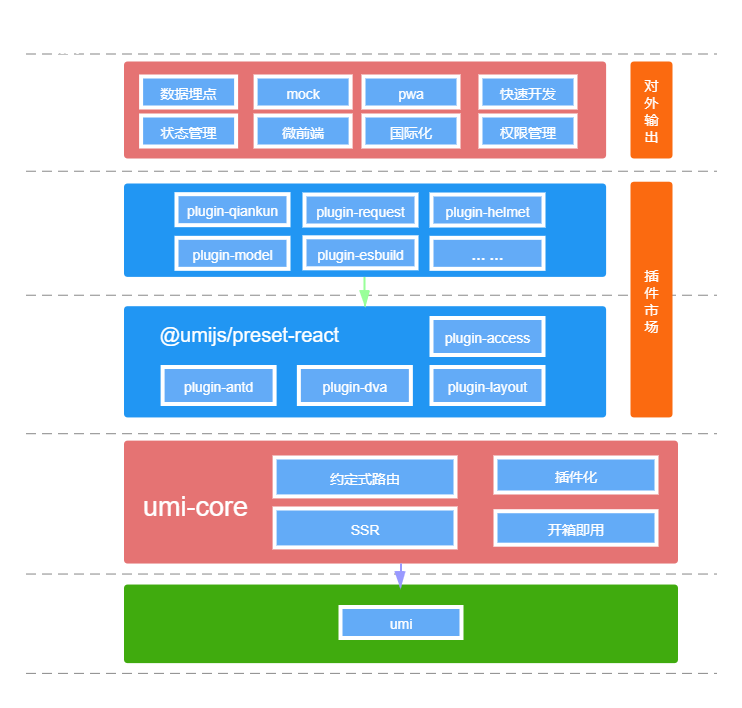 数据埋点
mock
pwa
快速开发
状态管理
微前端
国际化
权限管理
对外输出
plugin-qiankun
plugin-request
plugin-helmet
plugin-model
plugin-esbuild
... ...
插件市场
@umijs/preset-react
plugin-access
plugin-antd
plugin-dva
plugin-layout
umi-core
约定式路由
插件化
SSR
开箱即用
umi